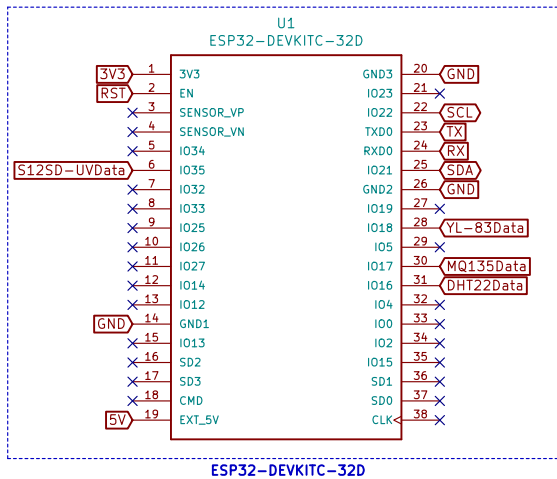 U1
ESP32-DEVKITC-32D
3V3 1 3V3 GND3 20 GND
RST 2 EN IO23 21
3 SENSOR_VP IO22 22 SCL
4 SENSOR_VN TXD0 23 TX
5 IO34 RXD0 24 RX
S12SD-UVData 6 IO35 IO21 25 SDA
7 IO32 GND2 26 GND
8 IO33 IO19 27
9 IO25 IO18 28 YL-83Data
10 IO26 IO5 29
11 IO27 IO17 30 MQ135Data
12 IO14 IO16 31 DHT22Data
13 IO12 IO4 32
GND 14 GND1 IO0 33
15 IO13 IO2 34
16 SD2 IO15 35
17 SD3 SD1 36
18 CMD SD0 37
5V 19 EXT_5V CLK 38
ESP32-DEVKITC-32D